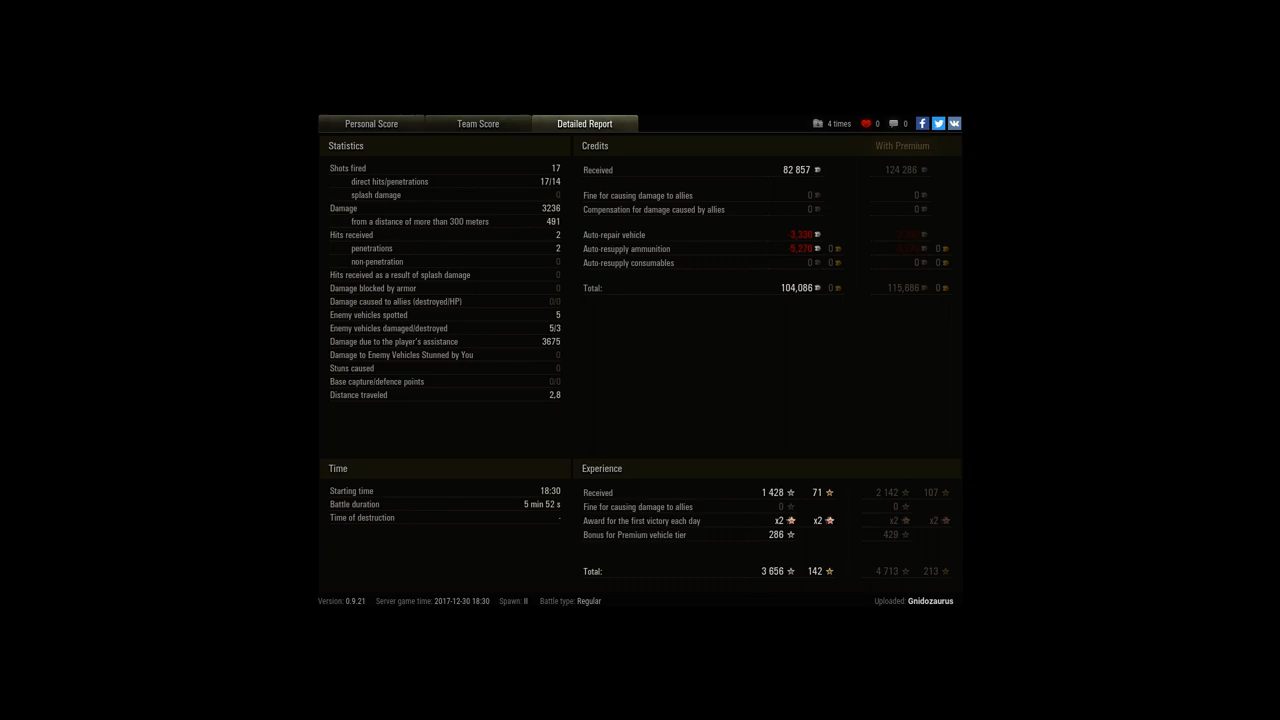 Personal Score Team Score Detailed Report 4 times 0 0
Statistics
Shots fired 17
direct hits/penetrations 17/14
splash damage 0
Damage 3236
from a distance of more than 300 meters 491
Hits received 2
penetrations 2
non-penetration 0
Hits received as a result of splash damage 0
Damage blocked by armor 0
Damage caused to allies (destroyed/HP) 0/0
Enemy vehicles spotted 5
Enemy vehicles damaged/destroyed 5/3
Damage due to the player's assistance 3675
Damage to Enemy Vehicles Stunned by You 0
Stuns caused 0
Base capture/defence points 0/0
Distance traveled 2,8
Credits With Premium
Received 82 857 124 286
Fine for causing damage to allies 0 0
Compensation for damage caused by allies 0 0
Auto-repair vehicle -3,330
Auto-resupply ammunition -5,270 0 0
Auto-resupply consumables 0 0 0 0
Total: 104,086 0 115,686 0
Time
Starting time 18:30
Battle duration 5 min 52 s
Time of destruction -
Experience
Received 1 428 71 2 142 107
Fine for causing damage to allies 0 0
Award for the first victory each day x2 x2 x2 x2
Bonus for Premium vehicle tier 286 429
Total: 3 656 142 4 713 213
Version: 0.9.21 Server game time: 2017-12-30 18:30 Spawn: II Battle type: Regular Uploaded: Gnidozaurus